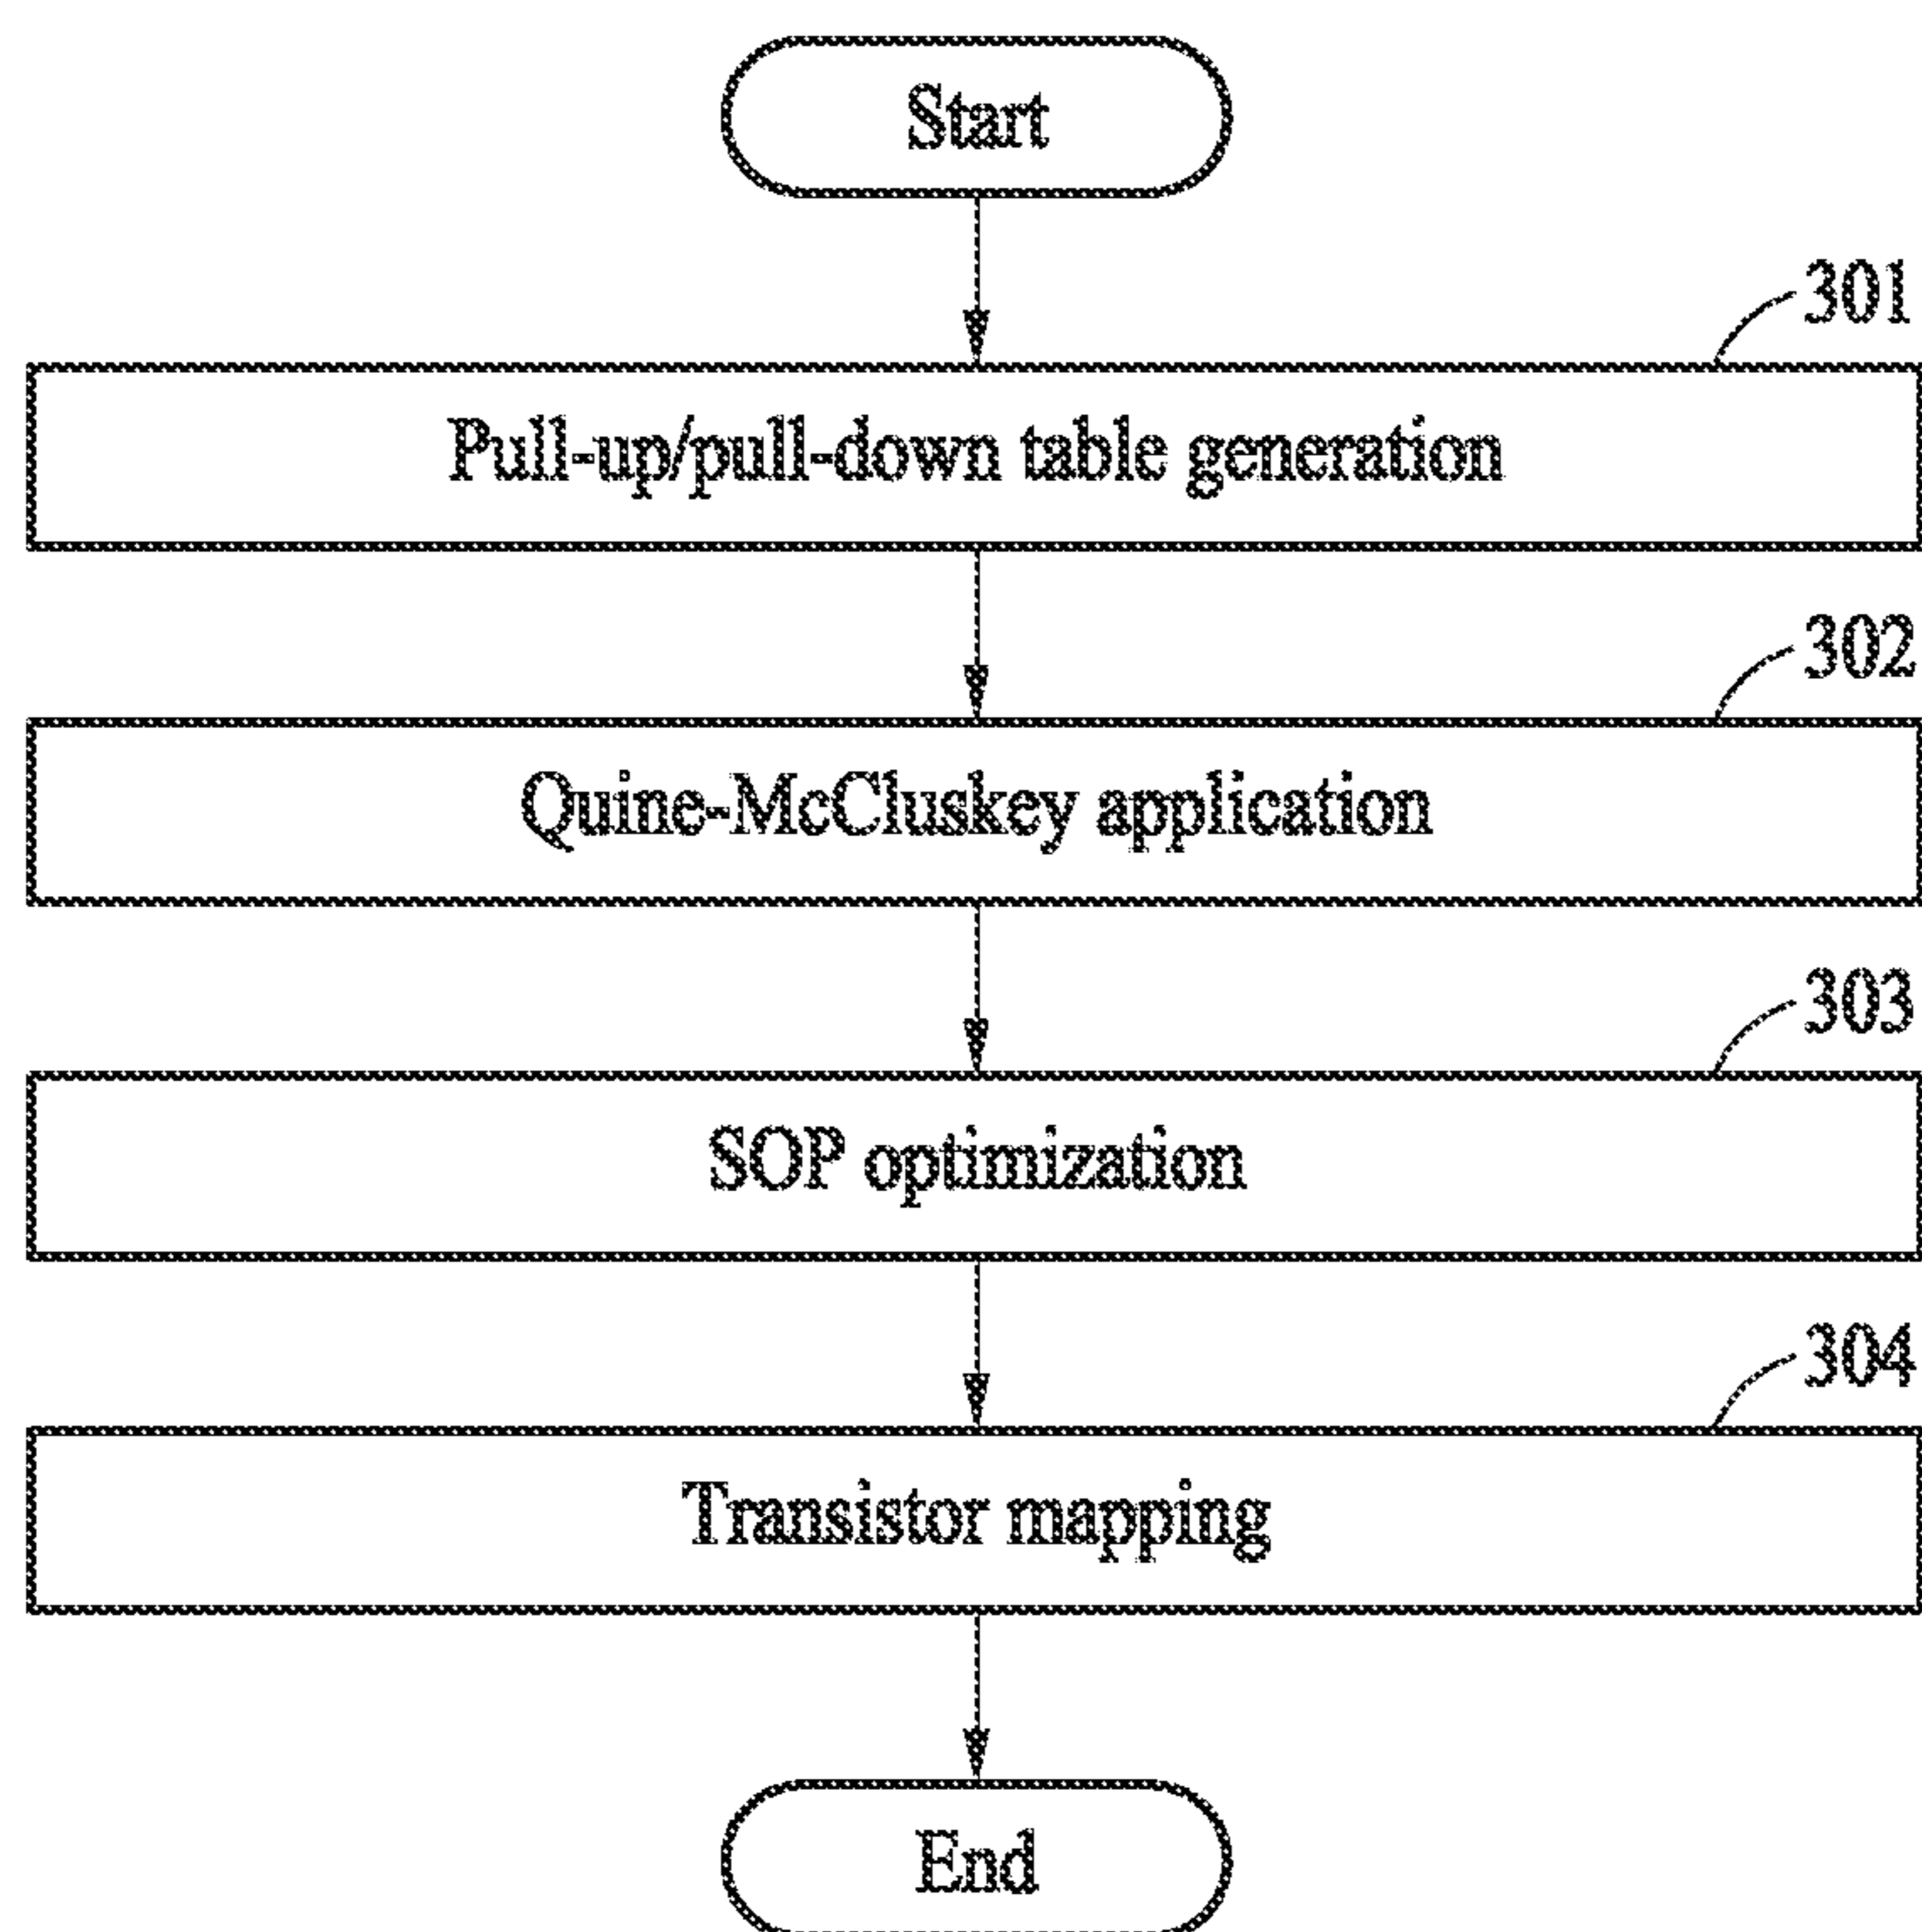 Start
301
Pull-up/pull-down table generation
302
Quine-McCluskey application
303
SOP optimization
304
Transistor mapping
End